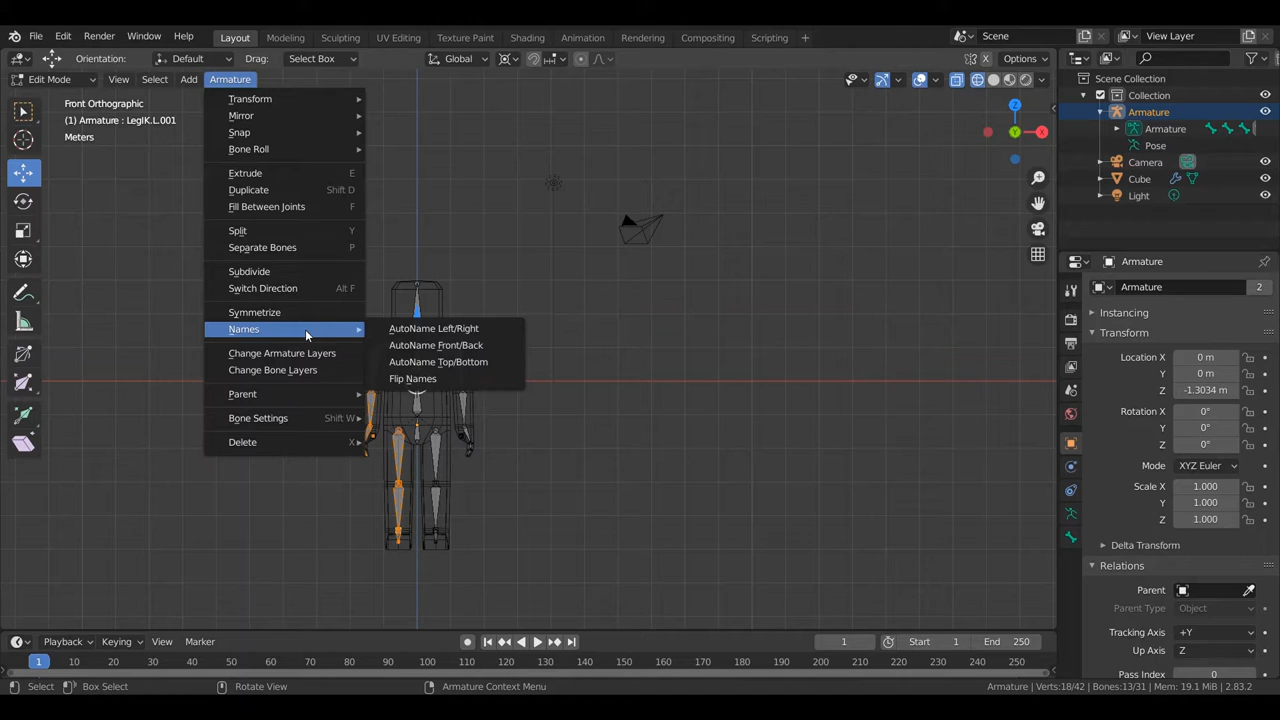 File Edit Render Window Help Layout Modeling Sculpting UV Editing Texture Paint Shading Animation Rendering Compositing Scripting + Scene View Layer
Orientation: Default Drag: Select Box Global Options
Edit Mode View Select Add Armature
Front Orthographic
(1) Armature : LegIK.L.001
Meters
Transform
Mirror
Snap
Bone Roll
Extrude E
Duplicate Shift D
Fill Between Joints F
Split Y
Separate Bones P
Subdivide
Switch Direction Alt F
Symmetrize
Names
Change Armature Layers
Change Bone Layers
Parent
Bone Settings Shift W
Delete X
AutoName Left/Right
AutoName Front/Back
AutoName Top/Bottom
Flip Names
Z
X
Y
Scene Collection
Collection
Armature
Armature
Pose
Camera
Cube
Light
Armature
Armature 2
Instancing
Transform
Location X 0 m
Y 0 m
Z -1.3034 m
Rotation X 0°
Y 0°
Z 0°
Mode XYZ Euler
Scale X 1.000
Y 1.000
Z 1.000
Delta Transform
Relations
Parent
Parent Type Object
Tracking Axis +Y
Up Axis Z
Pass Index 0
Playback Keying View Marker 1 Start 1 End 250
1 10 20 30 40 50 60 70 80 90 100 110 120 130 140 150 160 170 180 190 200 210 220 230 240 250
Select Box Select Rotate View Armature Context Menu Armature | Verts:18/42 | Bones:13/31 | Mem: 19.1 MiB | 2.83.2